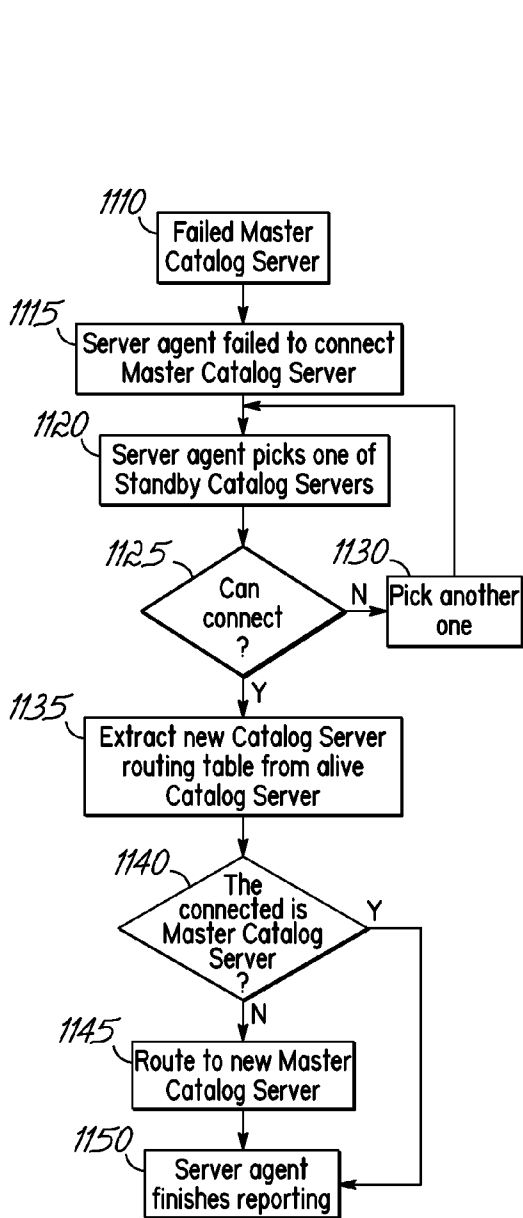 1110
Failed Master
Catalog Server
1115
Server agent failed to connect
Master Catalog Server
1120
Server agent picks one of
Standby Catalog Servers
1125
Can
connect
?
N
1130
Pick another
one
Y
1135
Extract new Catalog Server
routing table from alive
Catalog Server
1140
The
connected is
Master Catalog
Server
?
Y
N
1145
Route to new Master
Catalog Server
1150
Server agent
finishes reporting